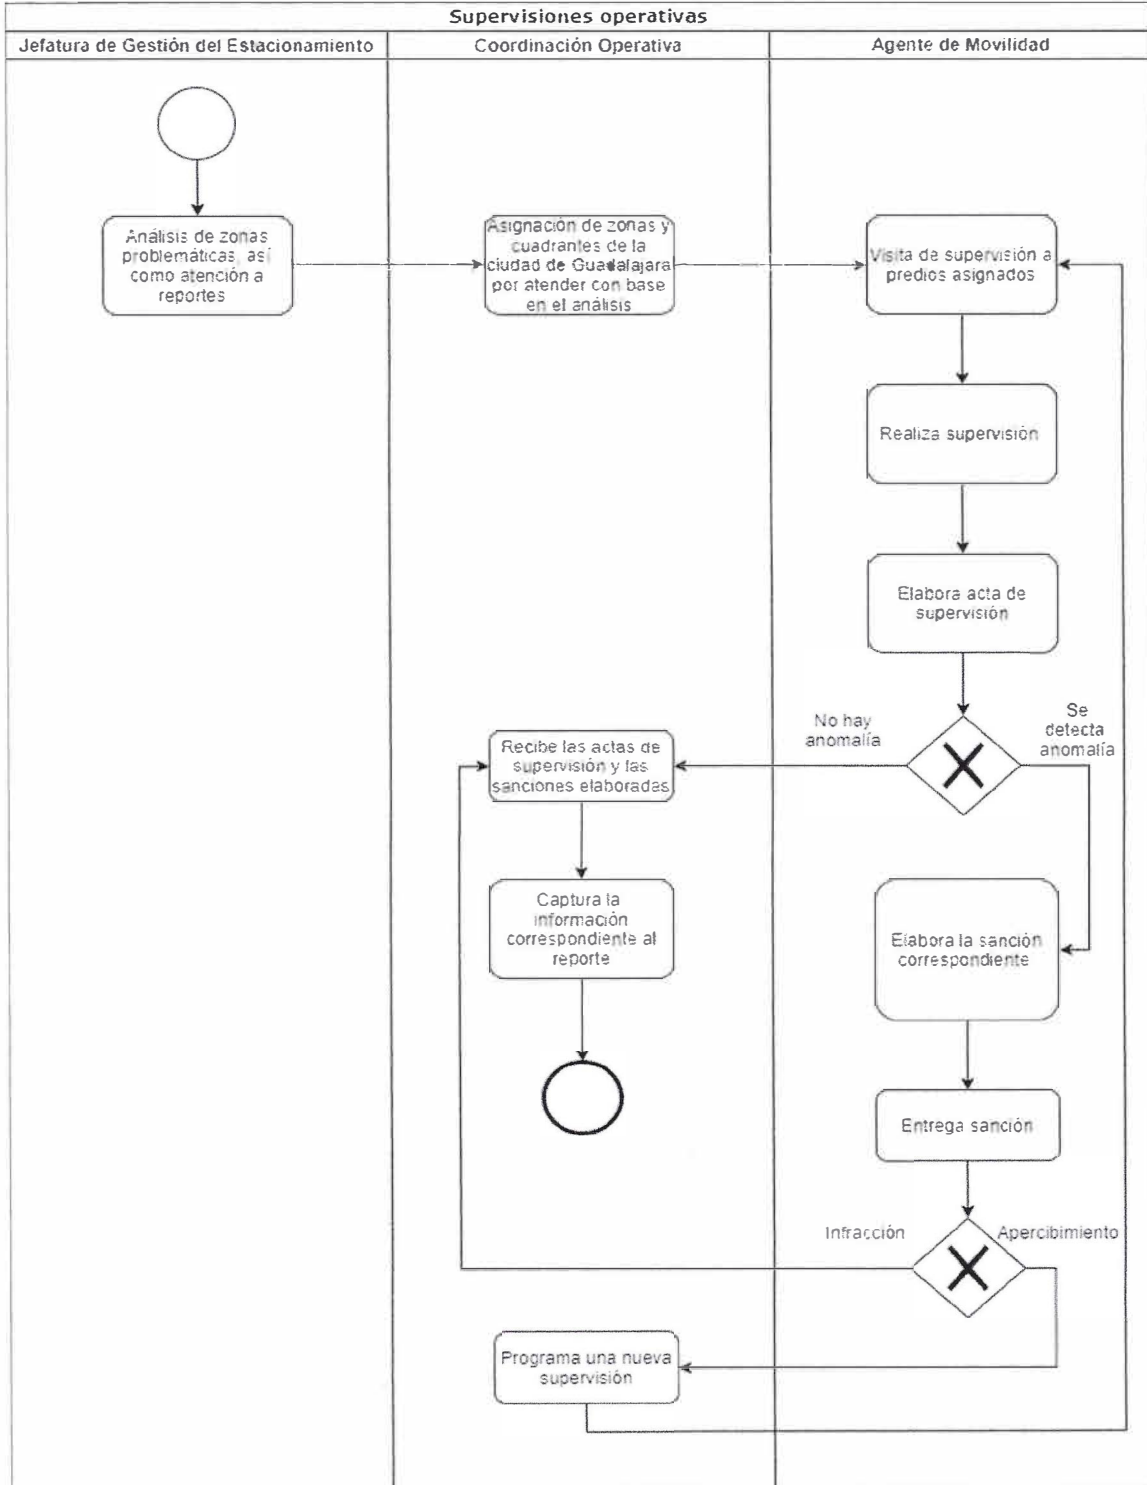 Supervisiones operativas
Jefatura de Gestión del Estacionamiento
Coordinación Operativa
Agente de Movilidad
Análisis de zonas
problemáticas, así
como atención a
reportes
Asignación de zonas y
cuadrantes de la
ciudad de Guadalajara
por atender con base
en el análisis
Visita de supervisión a
predios asignados
Realiza supervisión
Elabora acta de
supervisión
No hay
anomalía
Se
detecta
anomalía
Recibe las actas de
supervisión y las
sanciones elaboradas
Captura la
información
correspondiente al
reporte
Elabora la sanción
correspondiente
Entrega sanción
Infracción
Apercibimiento
Programa una nueva
supervisión